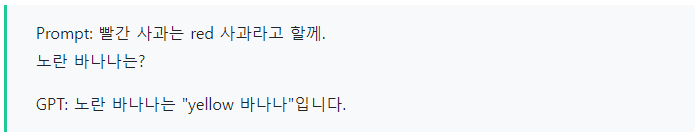 Prompt: 빨간 사과는 red 사과라고 할께.
노란 바나나는?
GPT: 노란 바나나는 "yellow 바나나"입니다.